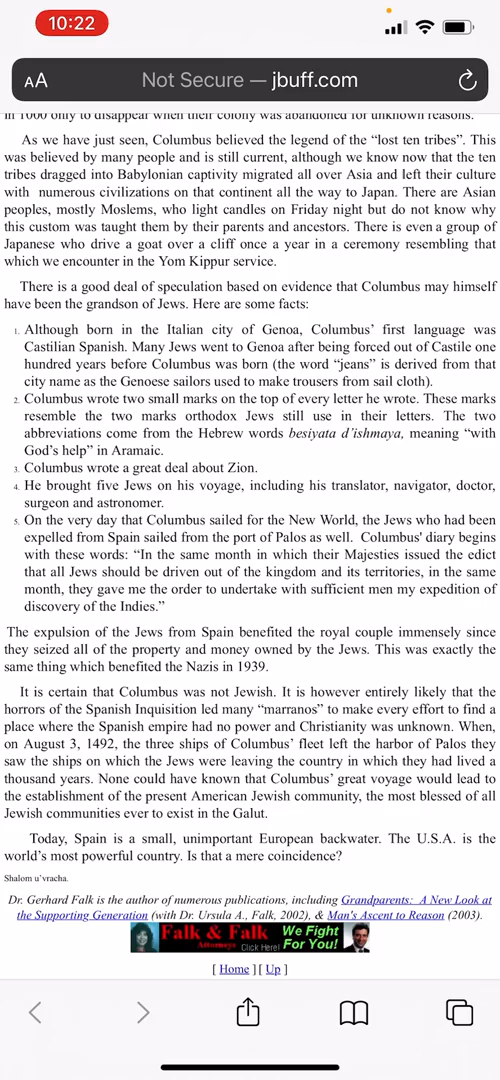 10:22
AA Not Secure — jbuff.com
in 1000 only to disappear when their colony was abandoned for unknown reasons.
As we have just seen, Columbus believed the legend of the “lost ten tribes”. This
was believed by many people and is still current, although we know now that the ten
tribes dragged into Babylonian captivity migrated all over Asia and left their culture
with numerous civilizations on that continent all the way to Japan. There are Asian
peoples, mostly Moslems, who light candles on Friday night but do not know why
this custom was taught them by their parents and ancestors. There is even a group of
Japanese who drive a goat over a cliff once a year in a ceremony resembling that
which we encounter in the Yom Kippur service.
There is a good deal of speculation based on evidence that Columbus may himself
have been the grandson of Jews. Here are some facts:
1. Although born in the Italian city of Genoa, Columbus’ first language was
Castilian Spanish. Many Jews went to Genoa after being forced out of Castile one
hundred years before Columbus was born (the word “jeans” is derived from that
city name as the Genoese sailors used to make trousers from sail cloth).
2. Columbus wrote two small marks on the top of every letter he wrote. These marks
resemble the two marks orthodox Jews still use in their letters. The two
abbreviations come from the Hebrew words besiyata d’ishmaya, meaning “with
God’s help” in Aramaic.
3. Columbus wrote a great deal about Zion.
4. He brought five Jews on his voyage, including his translator, navigator, doctor,
surgeon and astronomer.
5. On the very day that Columbus sailed for the New World, the Jews who had been
expelled from Spain sailed from the port of Palos as well. Columbus' diary begins
with these words: “In the same month in which their Majesties issued the edict
that all Jews should be driven out of the kingdom and its territories, in the same
month, they gave me the order to undertake with sufficient men my expedition of
discovery of the Indies.”
The expulsion of the Jews from Spain benefited the royal couple immensely since
they seized all of the property and money owned by the Jews. This was exactly the
same thing which benefited the Nazis in 1939.
It is certain that Columbus was not Jewish. It is however entirely likely that the
horrors of the Spanish Inquisition led many “marranos” to make every effort to find a
place where the Spanish empire had no power and Christianity was unknown. When,
on August 3, 1492, the three ships of Columbus’ fleet left the harbor of Palos they
saw the ships on which the Jews were leaving the country in which they had lived a
thousand years. None could have known that Columbus’ great voyage would lead to
the establishment of the present American Jewish community, the most blessed of all
Jewish communities ever to exist in the Galut.
Today, Spain is a small, unimportant European backwater. The U.S.A. is the
world’s most powerful country. Is that a mere coincidence?
Shalom u’vracha.
Dr. Gerhard Falk is the author of numerous publications, including Grandparents: A New Look at
the Supporting Generation (with Dr. Ursula A., Falk, 2002), & Man's Ascent to Reason (2003).
Falk & Falk We Fight
Attorneys Click Here! For You!
[ Home ] [ Up ]